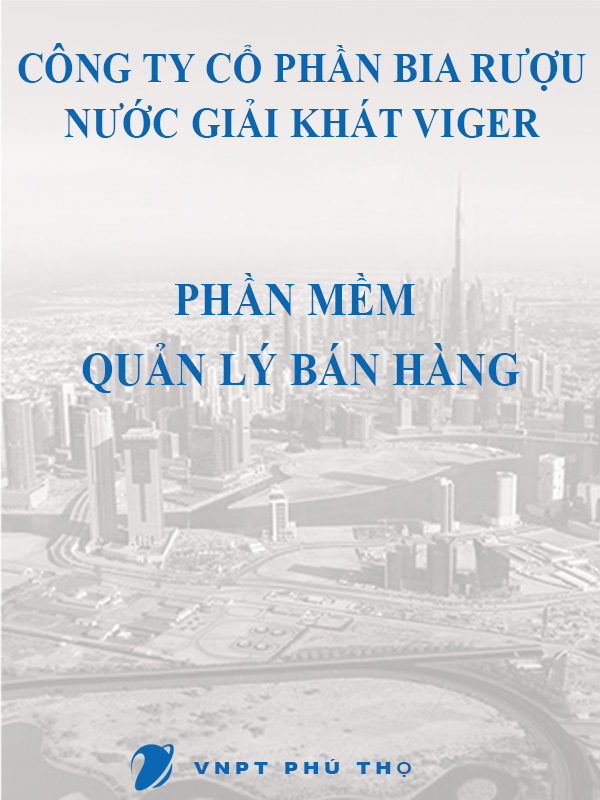 CÔNG TY CỔ PHẦN BIA RƯỢU
NƯỚC GIẢI KHÁT VIGER
PHẦN MỀM
QUẢN LÝ BÁN HÀNG
VNPT PHÚ THỌ